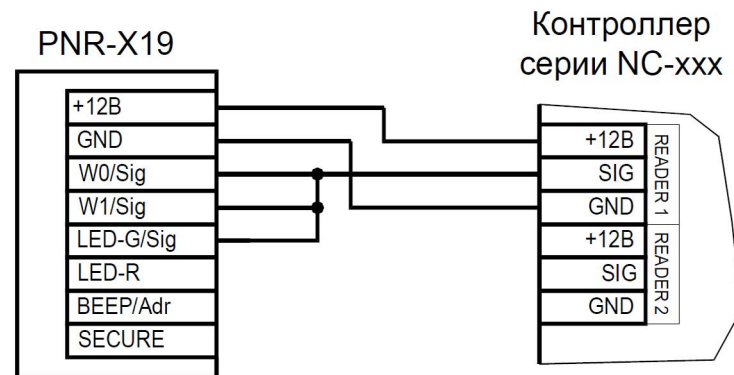 PNR-X19
+12В
GND
W0/Sig
W1/Sig
LED-G/Sig
LED-R
BEEP/Adr
SECURE
Контроллер
серии NC-xxx
+12В
SIG
GND
READER 1
+12В
SIG
GND
READER 2